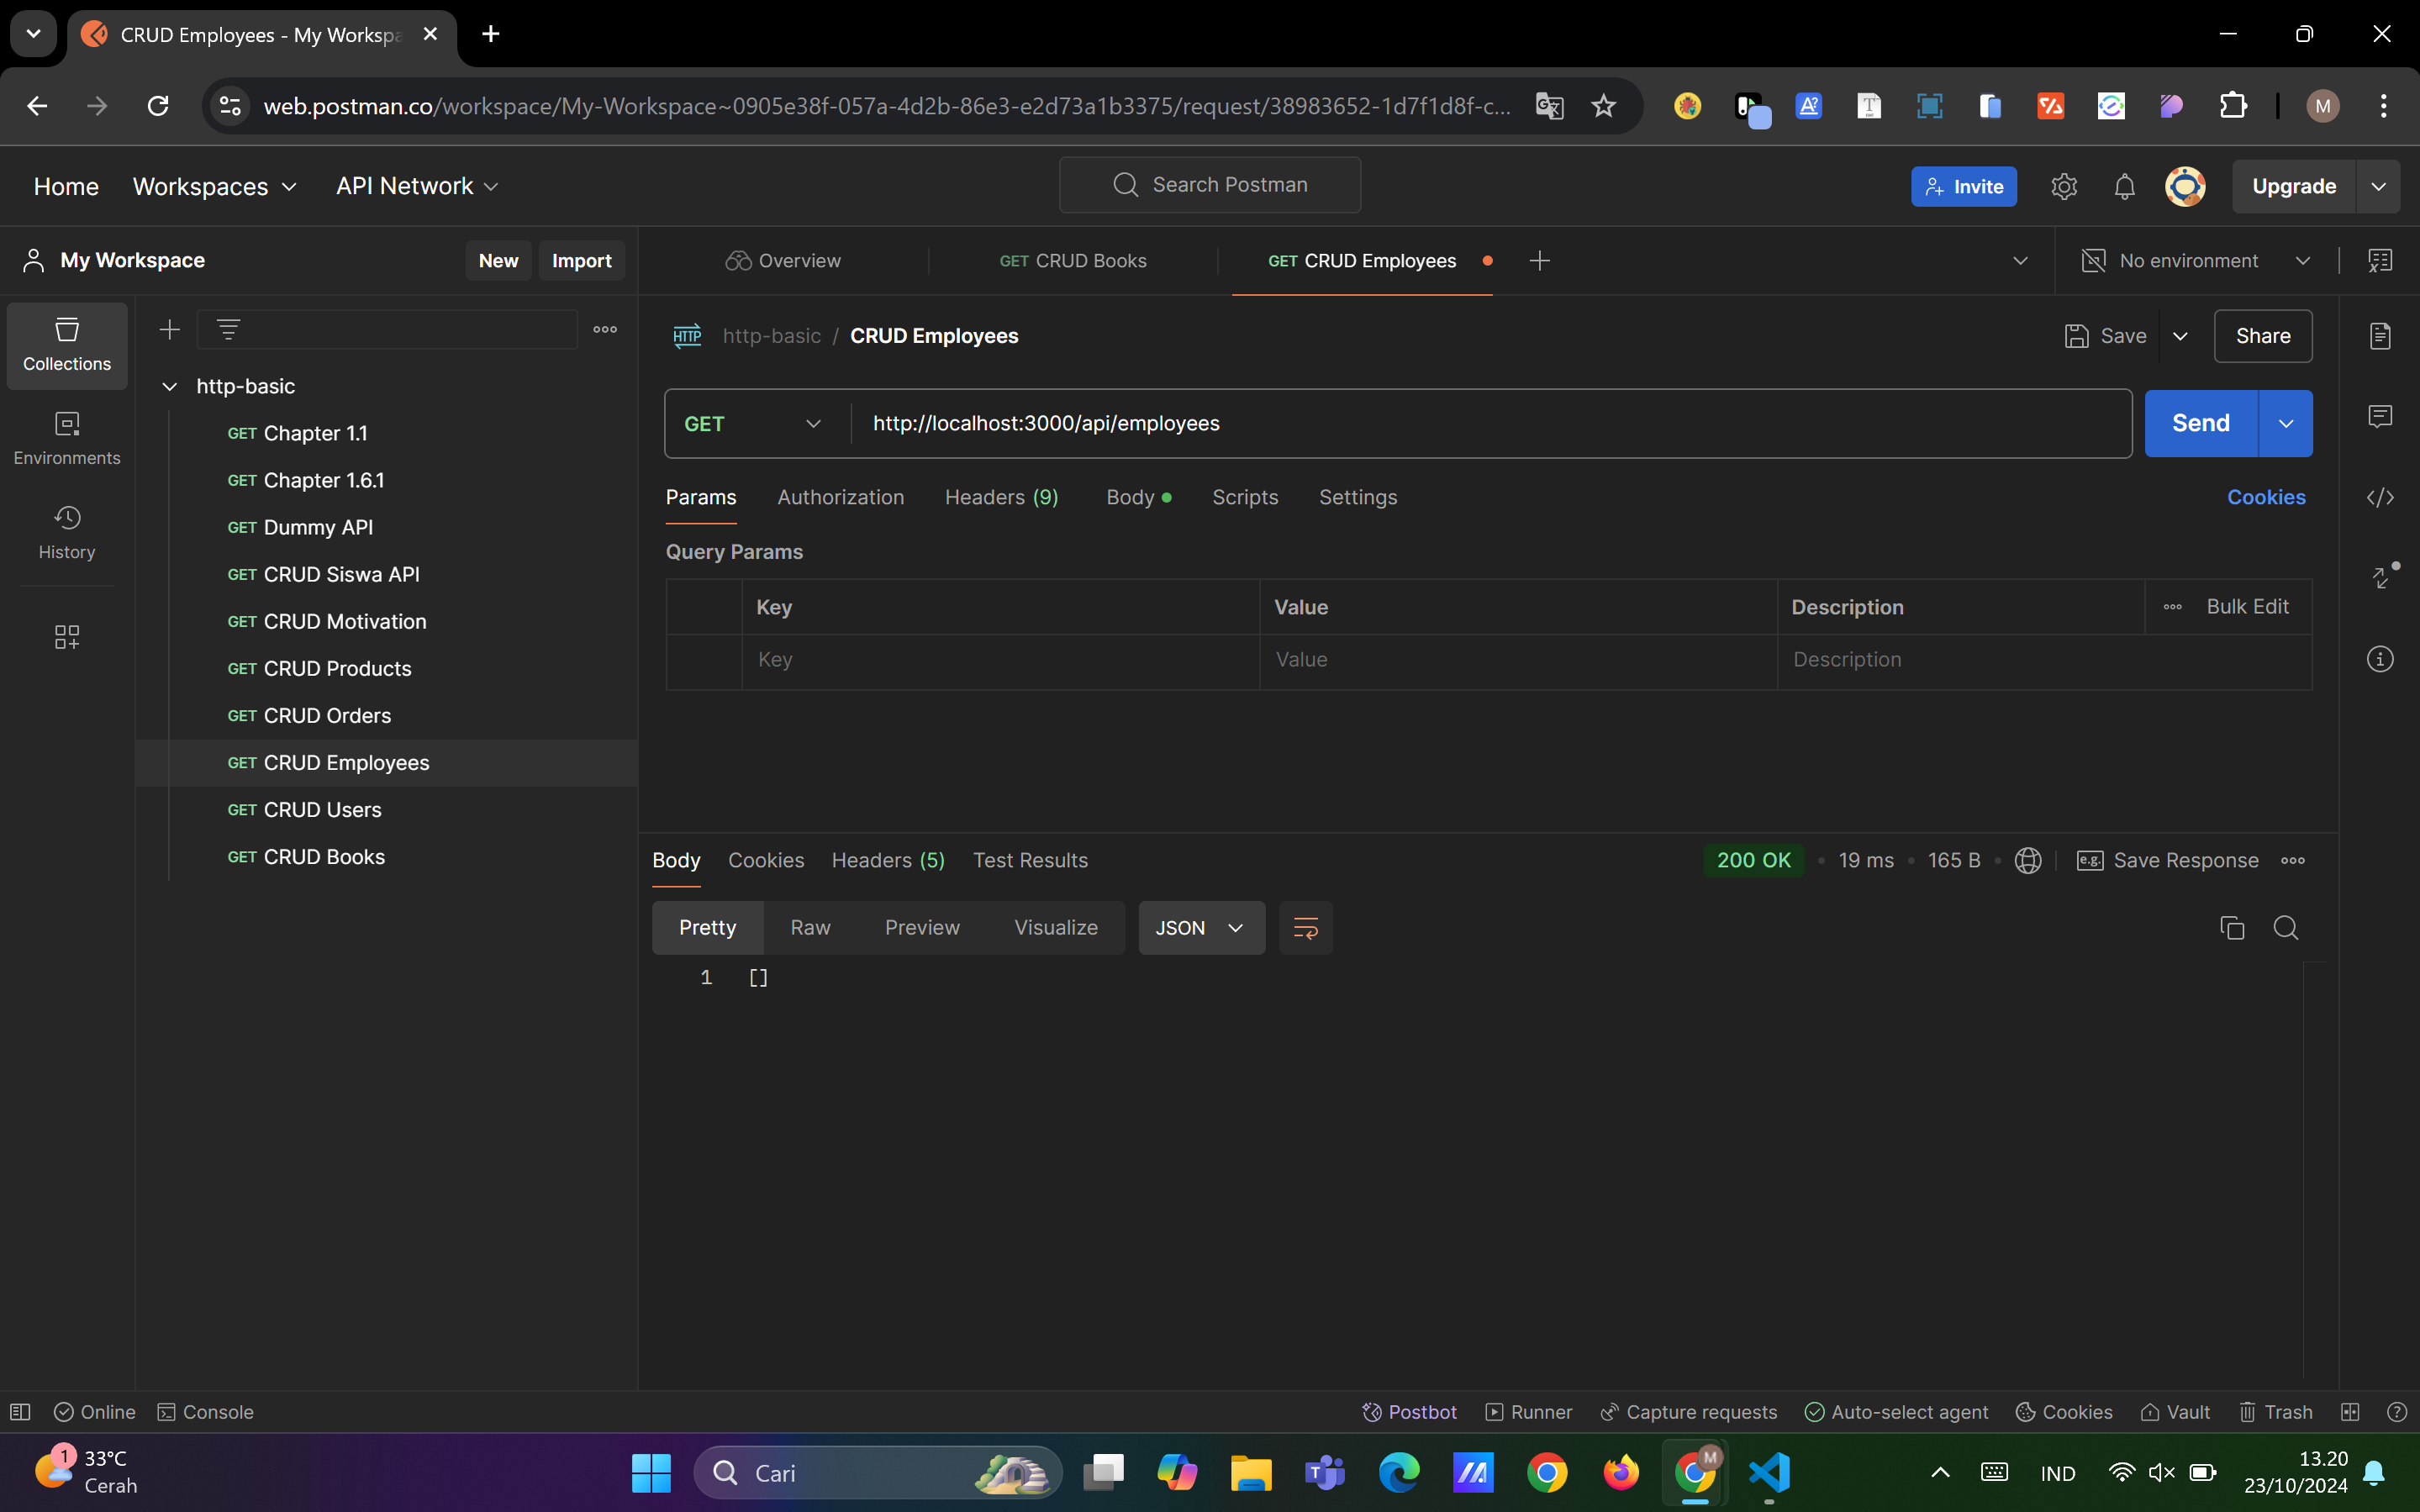 CRUD Employees - My Workspa
web.postman.co/workspace/My-Workspace~0905e38f-057a-4d2b-86e3-e2d73a1b3375/request/38983652-1d7f1d8f-c...
M
Home
Workspaces
API Network
Search Postman
Invite
Upgrade
My Workspace
New
Import
Overview
GET CRUD Books
GET CRUD Employees
No environment
Collections
Environments
History
http-basic
GET Chapter 1.1
GET Chapter 1.6.1
GET Dummy API
GET CRUD Siswa API
GET CRUD Motivation
GET CRUD Products
GET CRUD Orders
GET CRUD Employees
GET CRUD Users
GET CRUD Books
HTTP http-basic / CRUD Employees
Save
Share
GET
http://localhost:3000/api/employees
Send
Params Authorization Headers (9) Body Scripts Settings
Cookies
Query Params
Key Value Description Bulk Edit
Key Value Description
Body Cookies Headers (5) Test Results
200 OK 19 ms 165 B e.g. Save Response
Pretty Raw Preview Visualize JSON
1 []
Online Console
Postbot Runner Capture requests Auto-select agent Cookies Vault Trash
1
33°C
Cerah
Cari
M
IND
13.20
23/10/2024